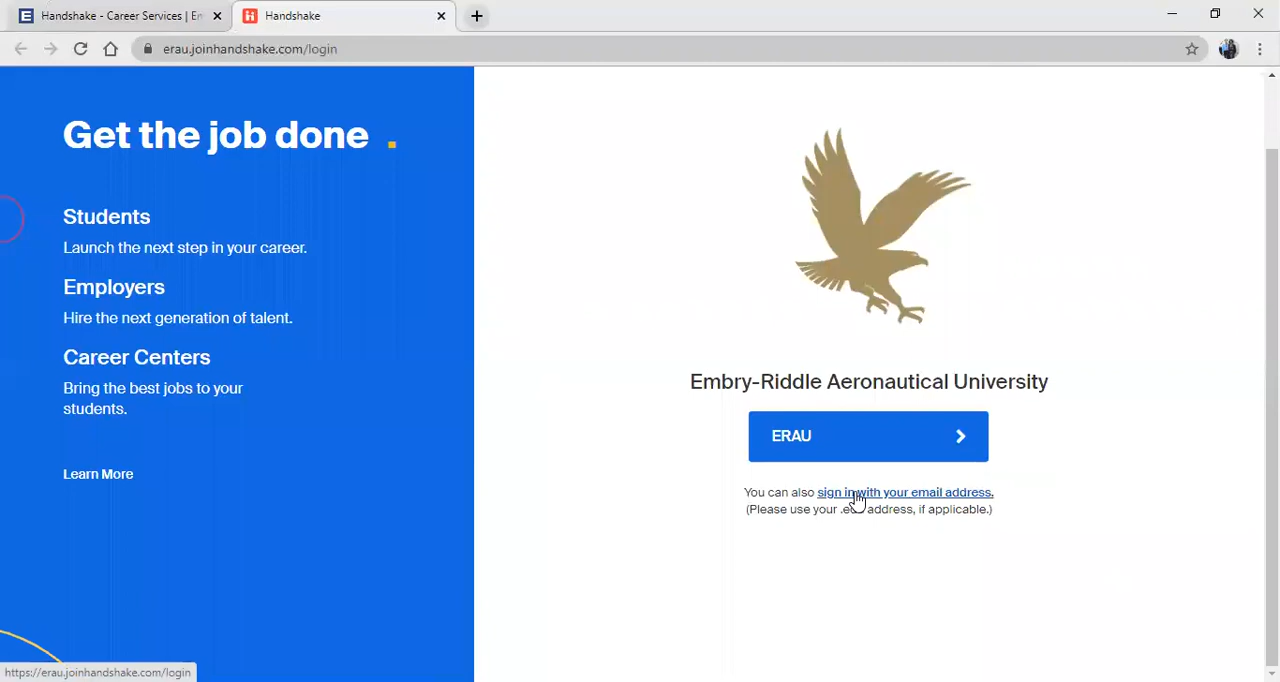 Handshake - Career Services | En
Handshake
erau.joinhandshake.com/login
Get the job done .
Students
Launch the next step in your career.
Employers
Hire the next generation of talent.
Career Centers
Bring the best jobs to your
students.
Learn More
Embry-Riddle Aeronautical University
ERAU
You can also sign in with your email address.
(Please use your address, if applicable.)
https://erau.joinhandshake.com/login